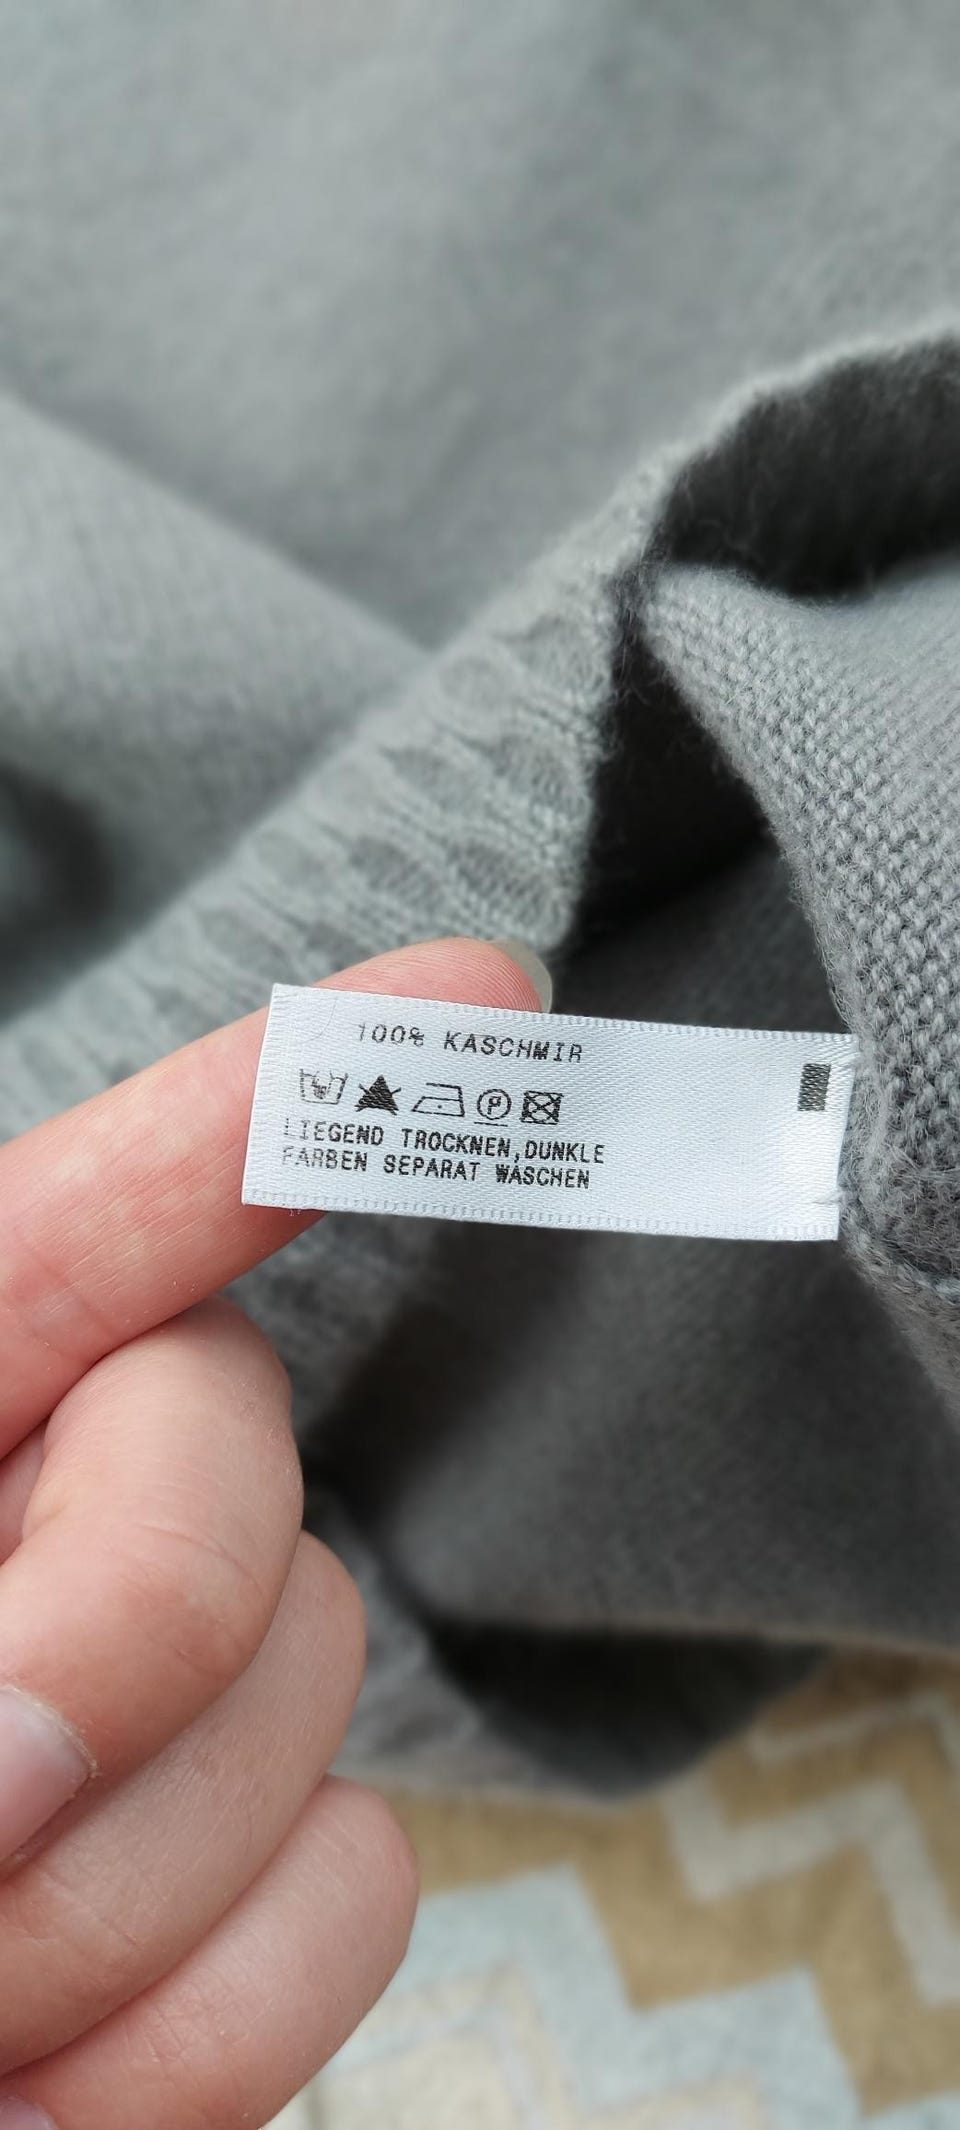 100% KASCHMIR
P
LIEGEND TROCKNEN,DUNKLE
FARBEN SEPARAT WASCHEN